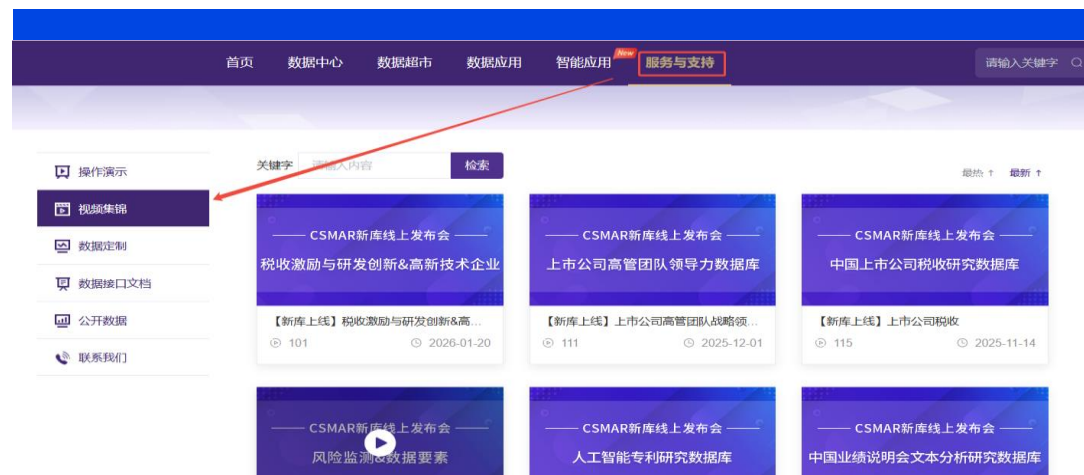 首页 数据中心 数据超市 数据应用 智能应用 New 服务与支持 请输入关键字
操作演示
视频集锦
数据定制
数据接口文档
公开数据
联系我们
关键字 请输入内容 检索
最热 ↑ 最新 ↑
CSMAR新库线上发布会
税收激励与研发创新&高新技术企业
【新库上线】税收激励与研发创新&高...
101 2026-01-20
CSMAR新库线上发布会
上市公司高管团队领导力数据库
【新库上线】上市公司高管团队战略领...
111 2025-12-01
CSMAR新库线上发布会
中国上市公司税收研究数据库
【新库上线】上市公司税收
115 2025-11-14
CSMAR新库线上发布会
风险监测&数据要素
CSMAR新库线上发布会
人工智能专利研究数据库
CSMAR新库线上发布会
中国业绩说明会文本分析研究数据库